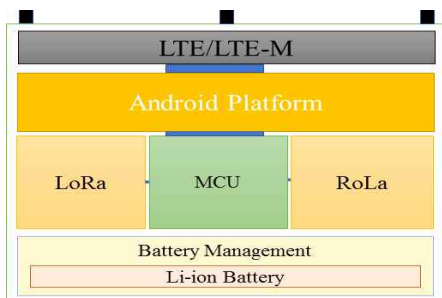 LTE/LTE-M
Android Platform
LoRa MCU RoLa
Battery Management
Li-ion Battery